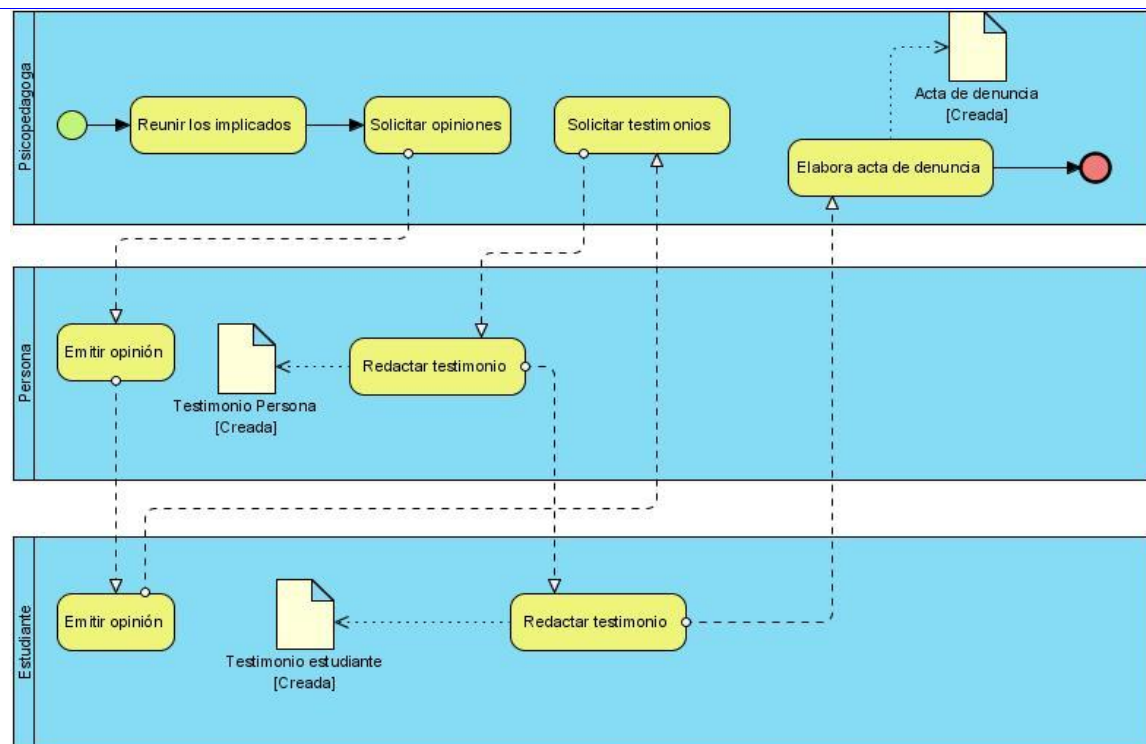 Psicopedagoga
Reunir los implicados
Solicitar opiniones
Solicitar testimonios
Acta de denuncia
[Creada]
Elabora acta de denuncia
Persona
Emitir opinión
Testimonio Persona
[Creada]
Redactar testimonio
Estudiante
Emitir opinión
Testimonio estudiante
[Creada]
Redactar testimonio